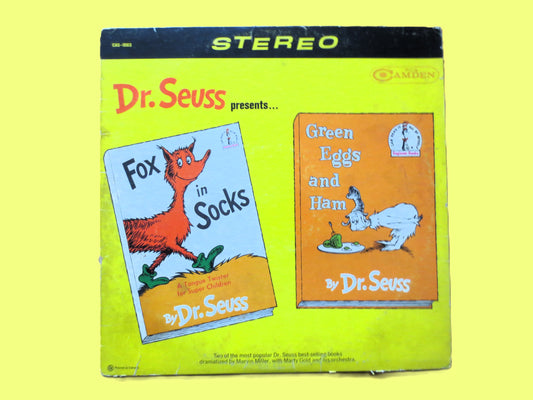 STEREO
CAMDEN
Dr. Seuss presents...
Fox
in
Socks
A Tongue Twister
for Super Children
By Dr. Seuss
Green
Eggs
and
Ham
Beginner Books
By Dr. Seuss
Two of the most popular Dr. Seuss best-selling books
dramatized by Marvin Miller, with Marty Gold and his orchestra.